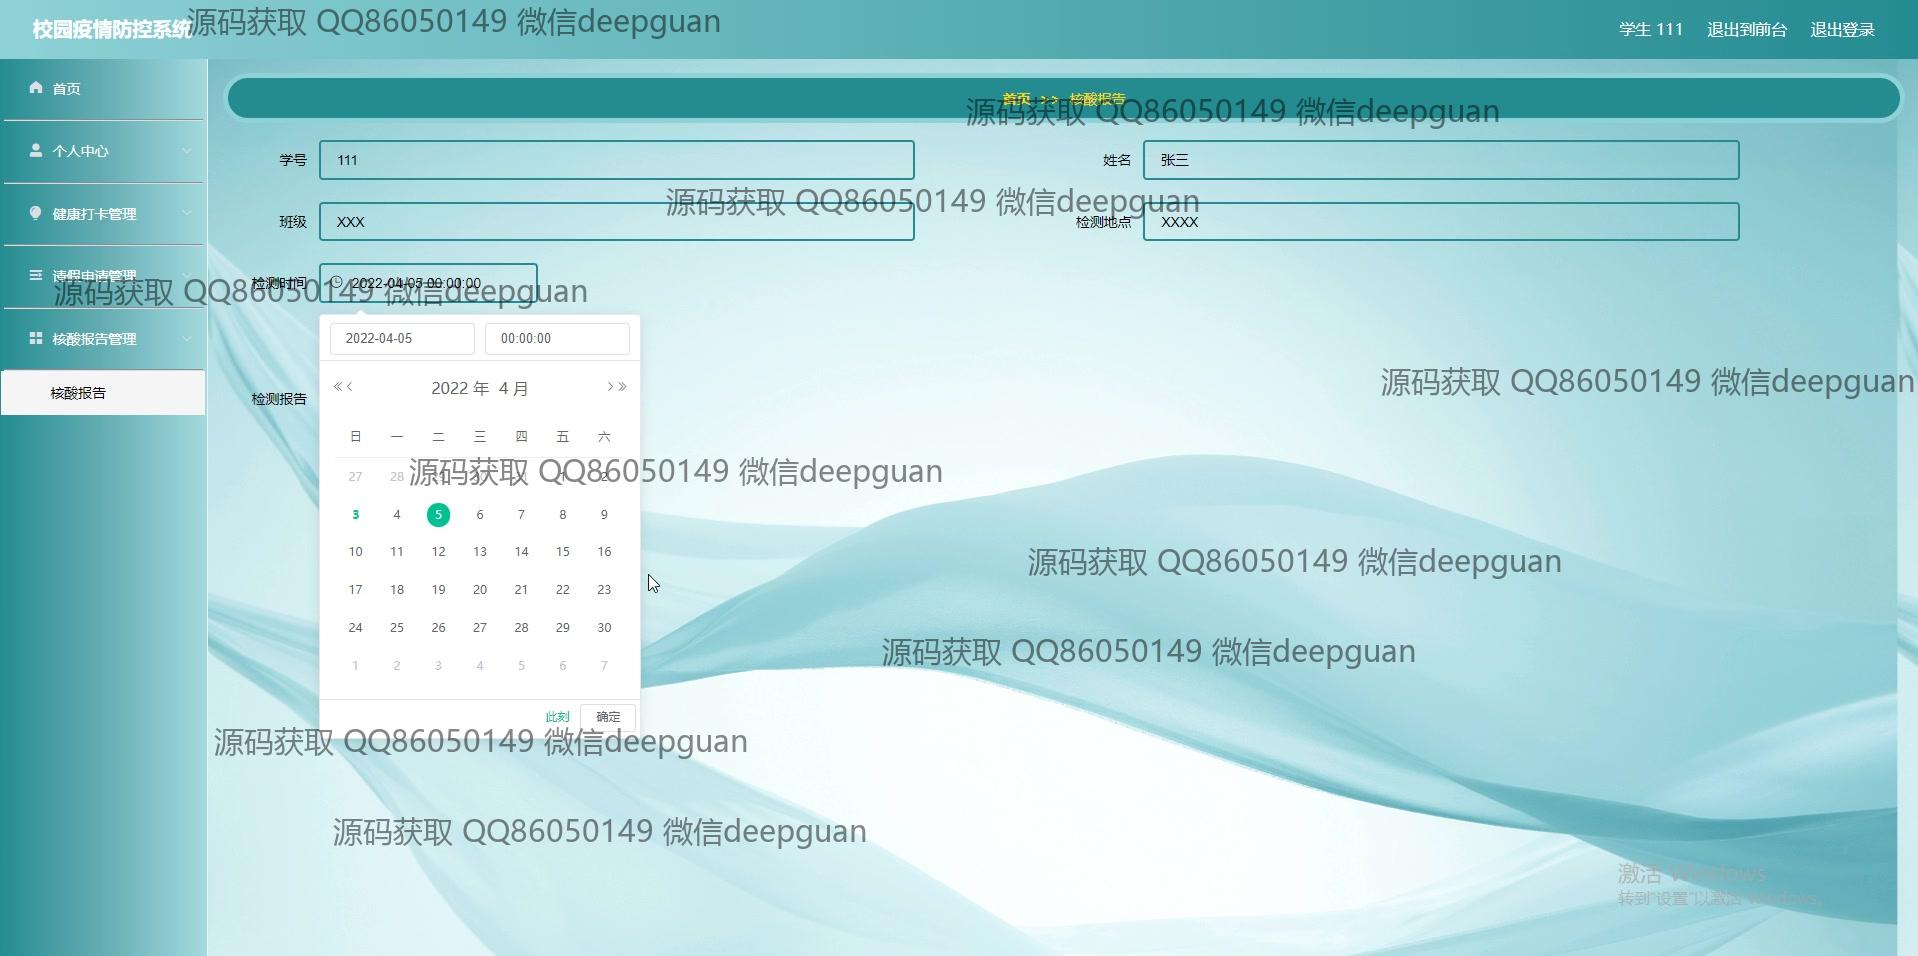 校园疫情防控系统
源码获取 QQ86050149 微信deepguan
学生 111 退出到前台 退出登录
首页
首页 >> 核酸报告
源码获取 QQ86050149 微信deepguan
个人中心
学号 111 姓名 张三
源码获取 QQ86050149 微信deepguan
健康打卡管理
班级 XXX 检测地点 XXXX
请假申请管理
检测时间 2022-04-05 00:00:00
源码获取 QQ86050149 微信deepguan
核酸报告管理
2022-04-05 00:00:00
核酸报告
2022 年 4 月
源码获取 QQ86050149 微信deepguan
检测报告
日 一 二 三 四 五 六
27 28 1 2
源码获取 QQ86050149 微信deepguan
3 4 5 6 7 8 9
10 11 12 13 14 15 16
源码获取 QQ86050149 微信deepguan
17 18 19 20 21 22 23
24 25 26 27 28 29 30
源码获取 QQ86050149 微信deepguan
1 2 3 4 5 6 7
此刻 确定
源码获取 QQ86050149 微信deepguan
源码获取 QQ86050149 微信deepguan
激活 Windows
转到"设置"以激活 Windows。